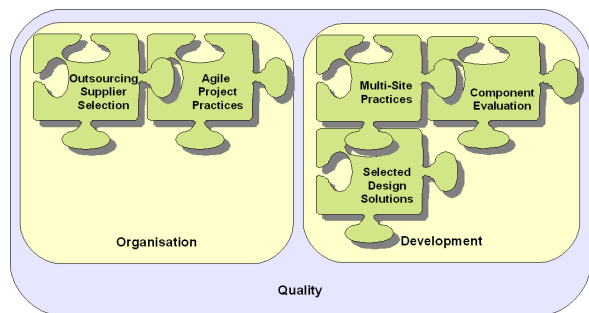 Outsourcing
Supplier
Selection
Agile
Project
Practices
Organisation
Multi-Site
Practices
Component
Evaluation
Selected
Design
Solutions
Development
Quality